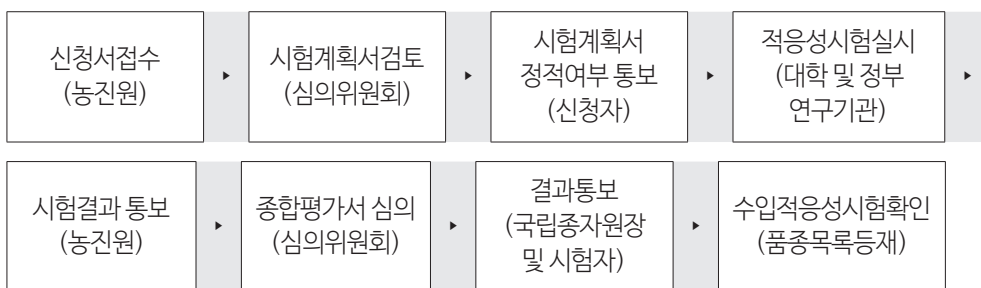 신청서접수
(농진원)
시험계획서검토
(심의위원회)
시험계획서
정적여부 통보
(신청자)
적응성시험실시
(대학 및 정부
연구기관)
시험결과 통보
(농진원)
종합평가서 심의
(심의위원회)
결과통보
(국립종자원장
및 시험자)
수입적응성시험확인
(품종목록등재)